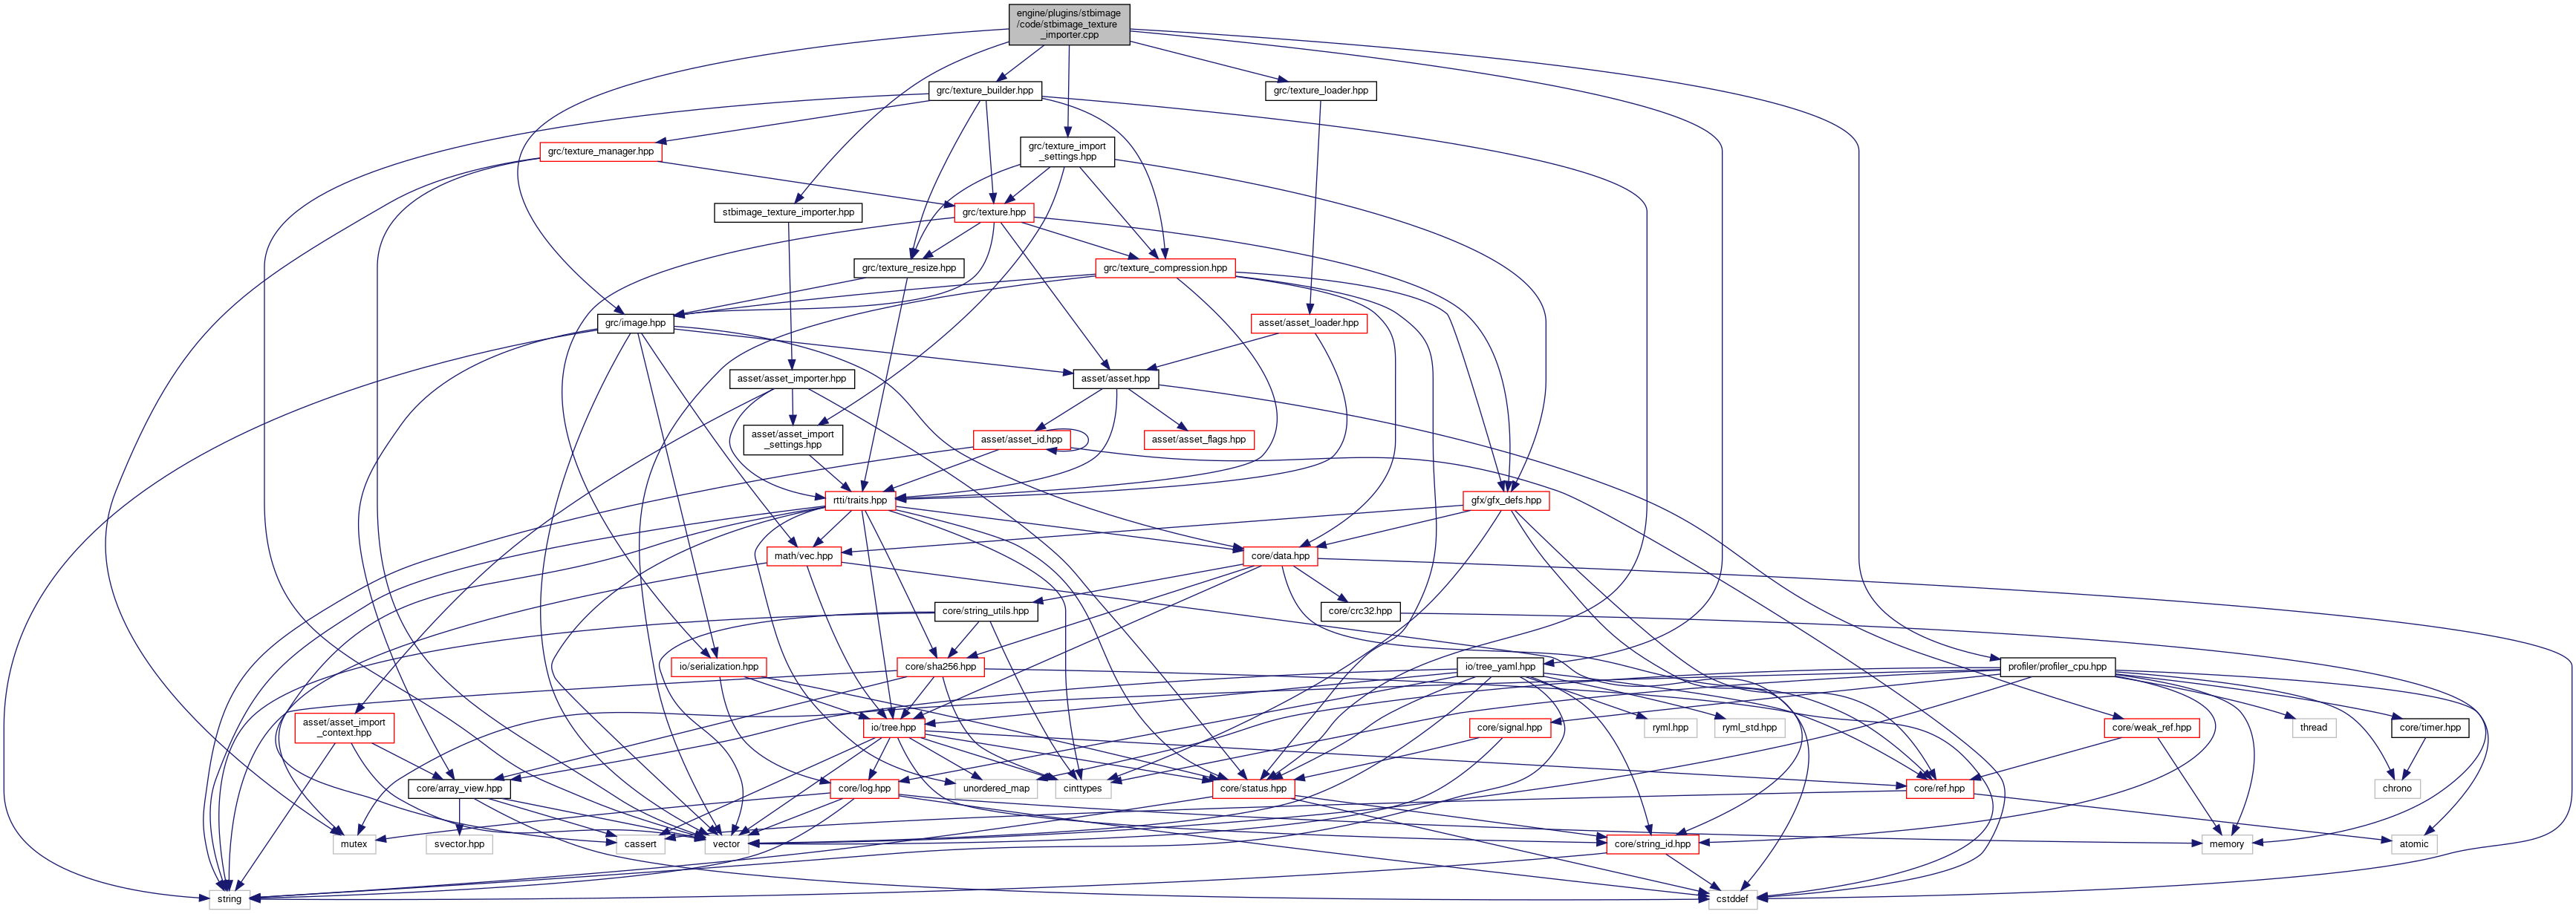 engine/plugins/stbimage
/code/stbimage_texture
_importer.cpp
grc/texture_builder.hpp
grc/texture_loader.hpp
grc/texture_manager.hpp
grc/texture_import
_settings.hpp
stbimage_texture_importer.hpp
grc/texture.hpp
grc/texture_resize.hpp
grc/texture_compression.hpp
grc/image.hpp
asset/asset_loader.hpp
asset/asset_importer.hpp
asset/asset.hpp
asset/asset_import
_settings.hpp
asset/asset_id.hpp
asset/asset_flags.hpp
rtti/traits.hpp
gfx/gfx_defs.hpp
math/vec.hpp
core/data.hpp
core/string_utils.hpp
core/crc32.hpp
io/serialization.hpp
core/sha256.hpp
io/tree_yaml.hpp
profiler/profiler_cpu.hpp
asset/asset_import
_context.hpp
io/tree.hpp
core/signal.hpp
ryml.hpp
ryml_std.hpp
core/weak_ref.hpp
thread
core/timer.hpp
core/array_view.hpp
core/log.hpp
unordered_map
cinttypes
core/status.hpp
core/ref.hpp
chrono
mutex
svector.hpp
cassert
vector
core/string_id.hpp
memory
atomic
string
cstddef